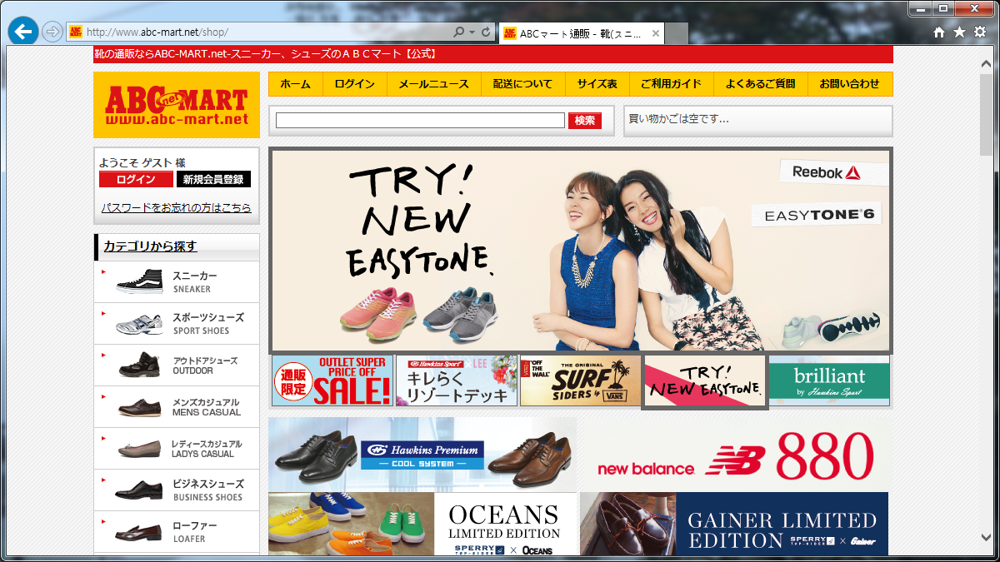 http://www.abc-mart.net/shop/
ABCマート通販 - 靴(スニ...
靴の通販ならABC-MART.net-スニーカー、シューズのＡＢＣマート【公式】
ABC net MART
www.abc-mart.net
ホーム
ログイン
メールニュース
配送について
サイズ表
ご利用ガイド
よくあるご質問
お問い合わせ
検索
買い物かごは空です...
ようこそ ゲスト 様
ログイン
新規会員登録
パスワードをお忘れの方はこちら
カテゴリから探す
スニーカー
SNEAKER
スポーツシューズ
SPORT SHOES
アウトドアシューズ
OUTDOOR
メンズカジュアル
MENS CASUAL
レディースカジュアル
LADYS CASUAL
ビジネスシューズ
BUSINESS SHOES
ローファー
LOAFER
TRY!
NEW
EASYTONE.
Reebok
EASYTONE®6
通販
限定
OUTLET SUPER
PRICE OFF
SALE!
Hawkins Sport × LEE
キレらく
リゾートデッキ
"OFF
THE WALL"
THE ORIGINAL
SURF
SIDERS by VANS
TRY!
NEW EASYTONE.
brilliant
by Hawkins Sport
Hawkins Premium
COOL SYSTEM
new balance
NB
880
OCEANS
LIMITED EDITION
SPERRY
TOP-SIDER
× OCEANS
GAINER LIMITED
EDITION
SPERRY
TOP-SIDER
× Gainer